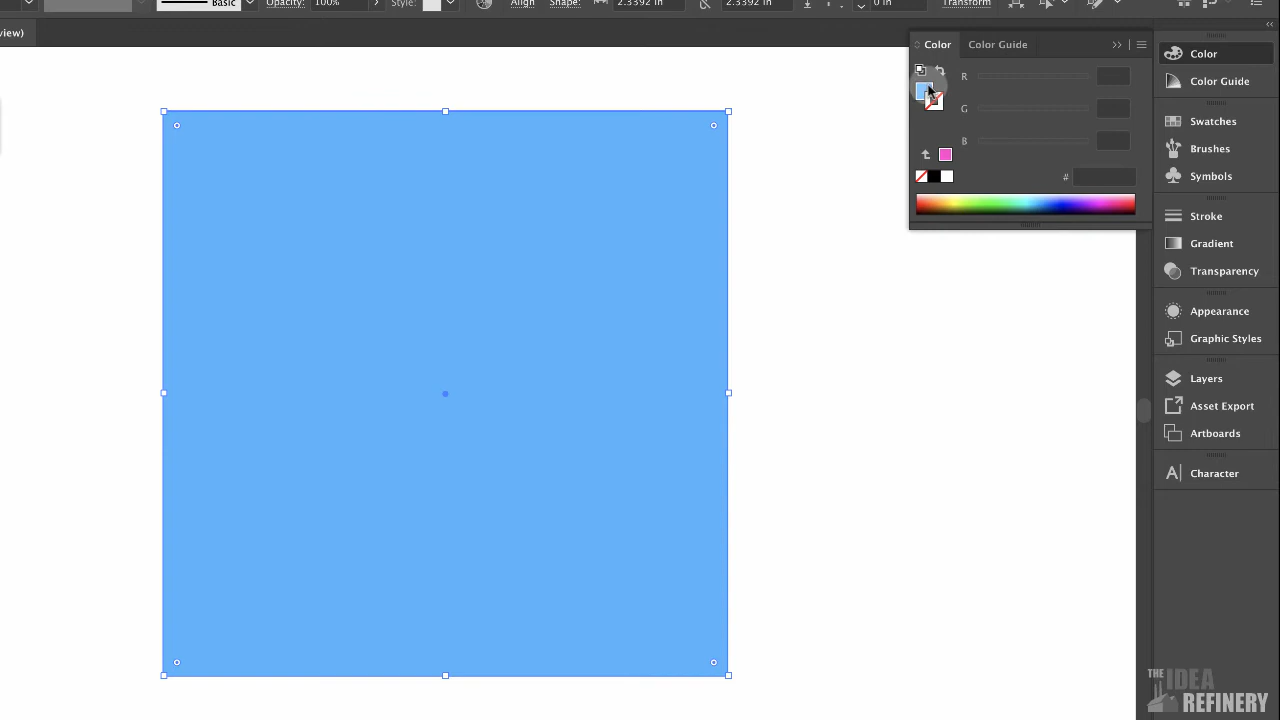 Basic Opacity: 100% Style: Align Shape: 2.3392 in 2.3392 in 0 in Transform
view)
Color Color Guide
R
G
B
#
Color
Color Guide
Swatches
Brushes
Symbols
Stroke
Gradient
Transparency
Appearance
Graphic Styles
Layers
Asset Export
Artboards
Character
THE IDEA
REFINERY